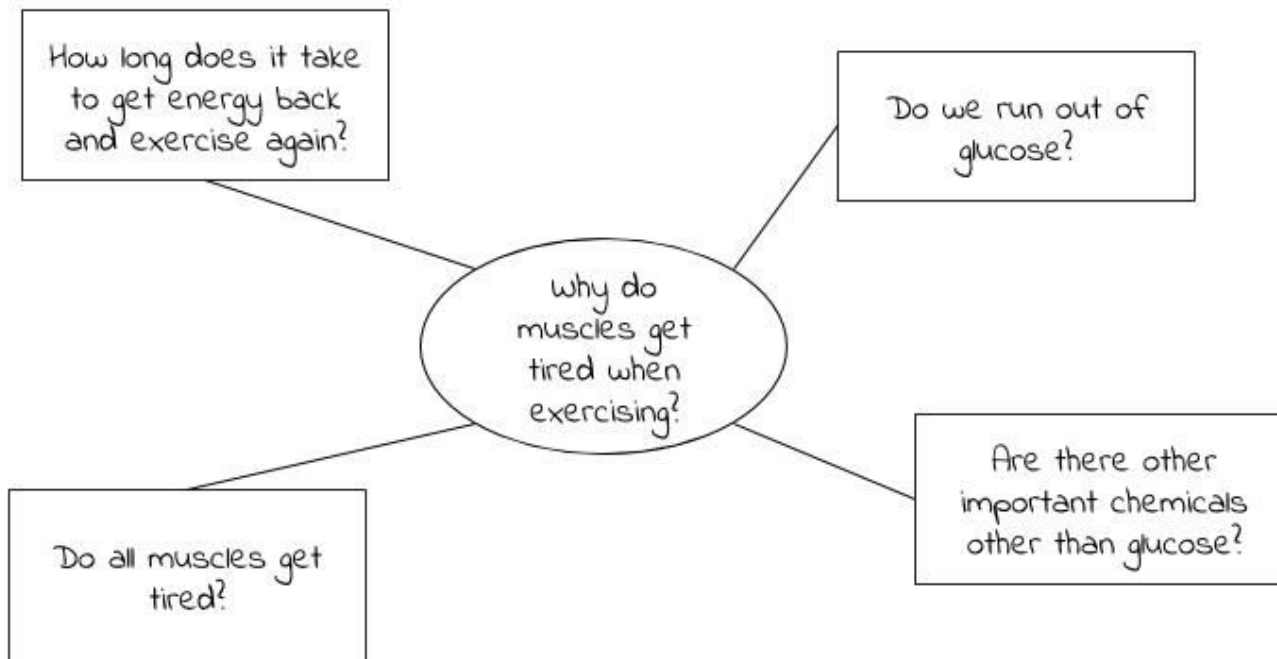 How long does it take
to get energy back
and exercise again?
Do we run out of
glucose?
Why do
muscles get
tired when
exercising?
Are there other
important chemicals
other than glucose?
Do all muscles get
tired?